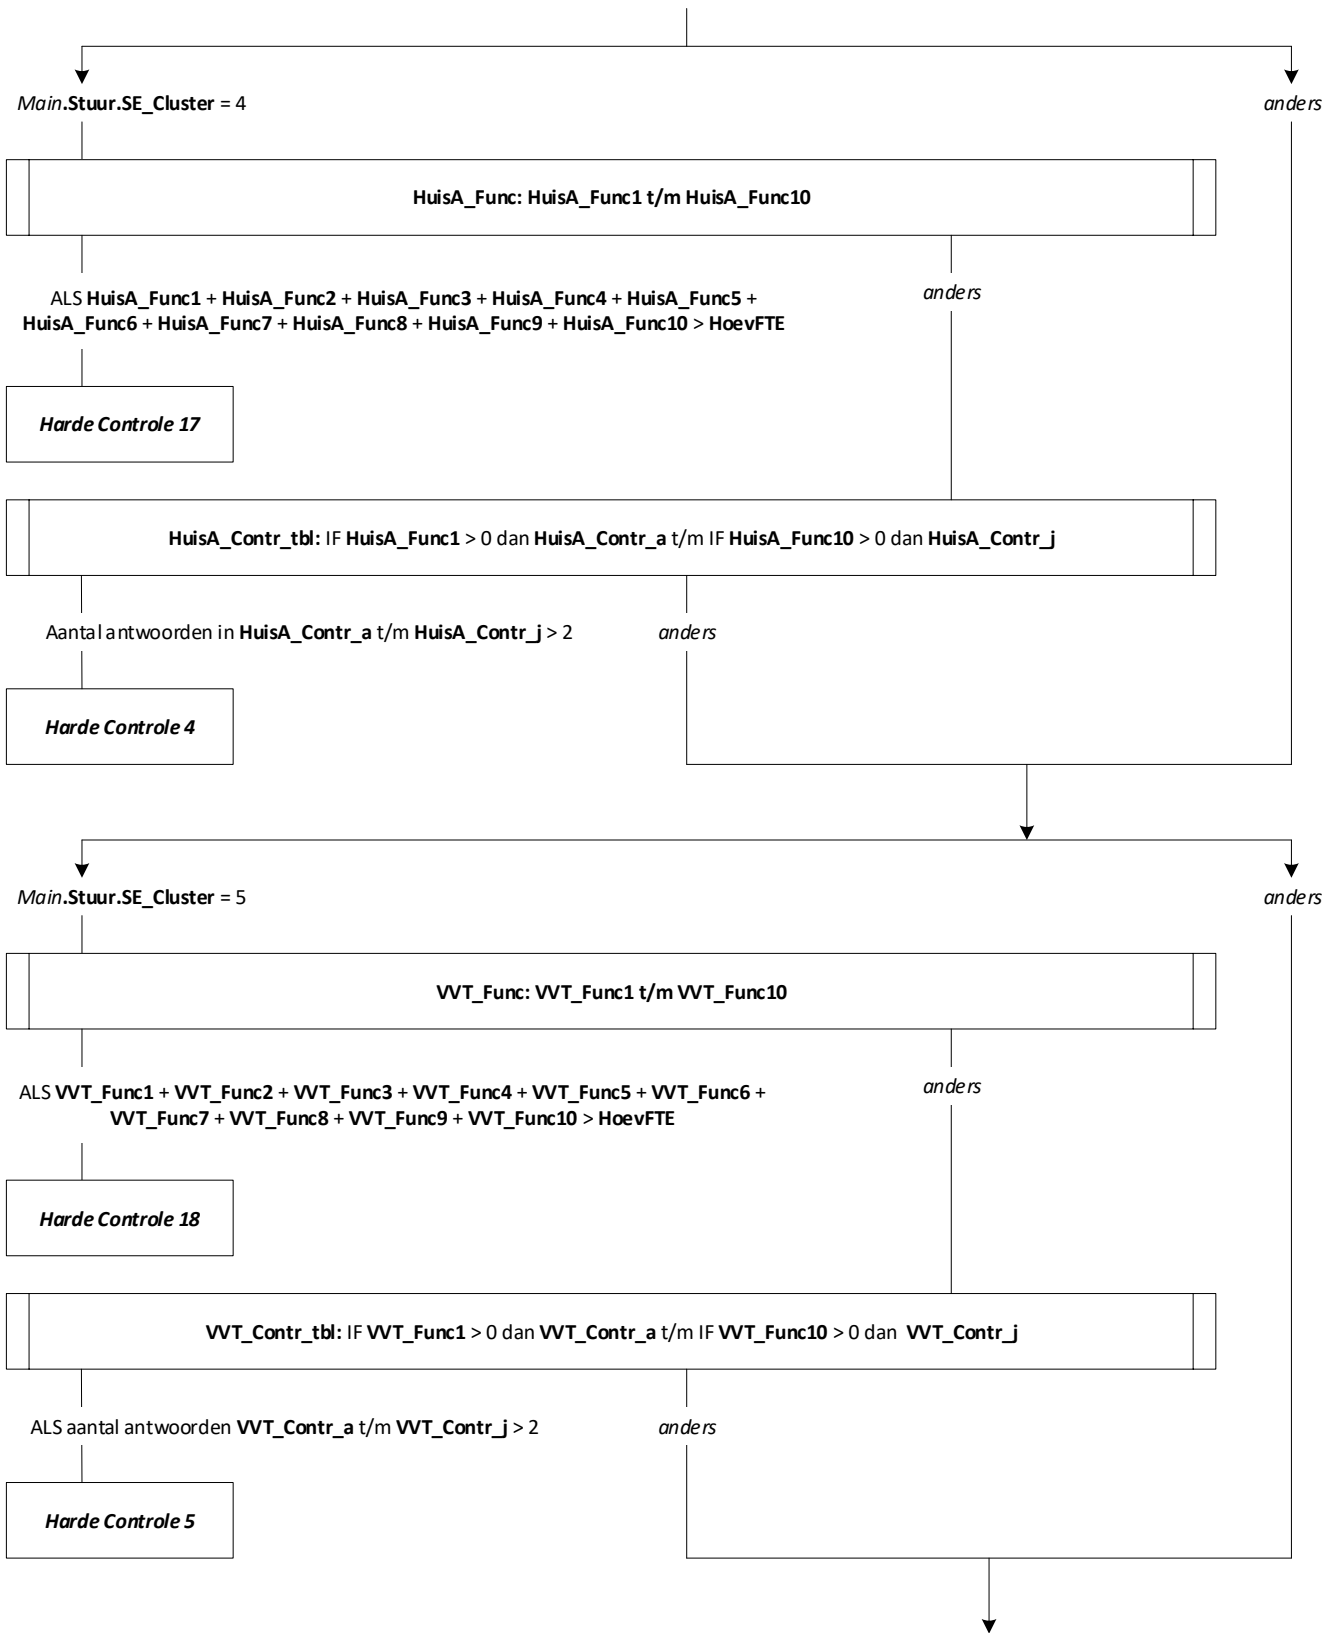 Main.Stuur.SE_Cluster = 4
anders
HuisA_Func: HuisA_Func1 t/m HuisA_Func10
ALS HuisA_Func1 + HuisA_Func2 + HuisA_Func3 + HuisA_Func4 + HuisA_Func5 +
HuisA_Func6 + HuisA_Func7 + HuisA_Func8 + HuisA_Func9 + HuisA_Func10 > HoevFTE
anders
Harde Controle 17
HuisA_Contr_tbl: IF HuisA_Func1 > 0 dan HuisA_Contr_a t/m IF HuisA_Func10 > 0 dan HuisA_Contr_j
Aantal antwoorden in HuisA_Contr_a t/m HuisA_Contr_j > 2
anders
Harde Controle 4
Main.Stuur.SE_Cluster = 5
anders
VVT_Func: VVT_Func1 t/m VVT_Func10
ALS VVT_Func1 + VVT_Func2 + VVT_Func3 + VVT_Func4 + VVT_Func5 + VVT_Func6 +
VVT_Func7 + VVT_Func8 + VVT_Func9 + VVT_Func10 > HoevFTE
anders
Harde Controle 18
VVT_Contr_tbl: IF VVT_Func1 > 0 dan VVT_Contr_a t/m IF VVT_Func10 > 0 dan VVT_Contr_j
ALS aantal antwoorden VVT_Contr_a t/m VVT_Contr_j > 2
anders
Harde Controle 5